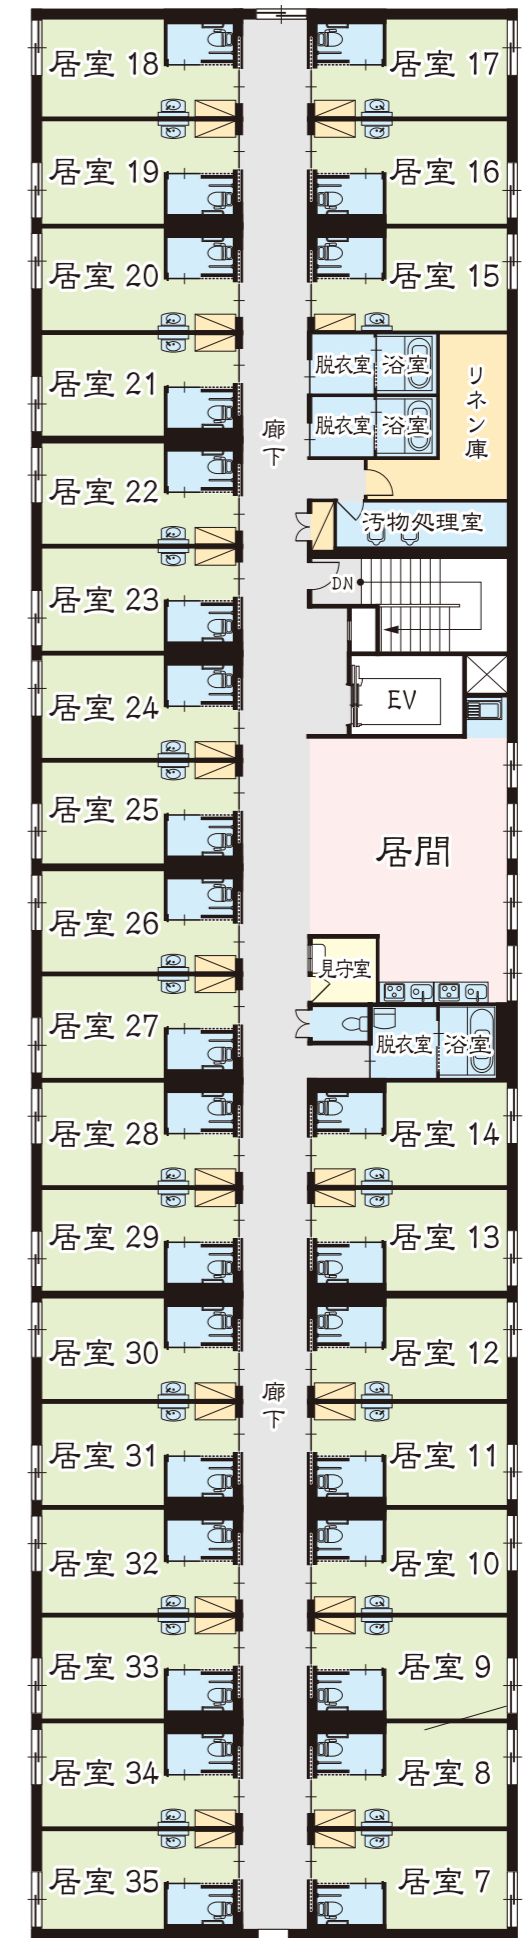 居室 18
居室 17
居室 19
居室 16
居室 20
居室 15
居室 21
脱衣室
浴室
リネン庫
脱衣室
浴室
廊下
居室 22
汚物処理室
居室 23
DN
居室 24
EV
居室 25
居間
居室 26
見守室
居室 27
脱衣室
浴室
居室 28
居室 14
居室 29
居室 13
居室 30
居室 12
廊下
居室 31
居室 11
居室 32
居室 10
居室 33
居室 9
居室 34
居室 8
居室 35
居室 7